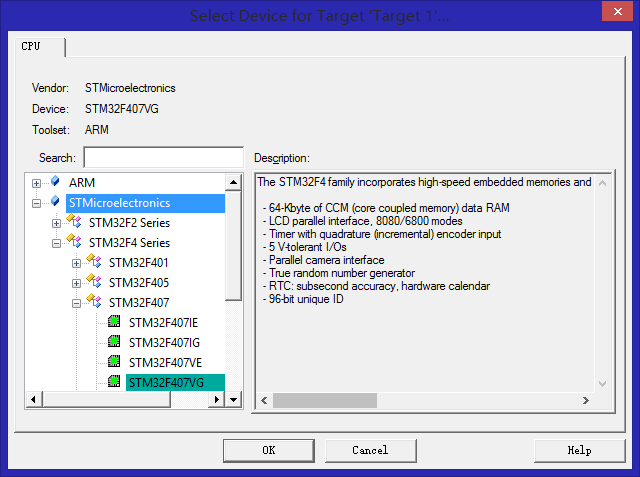 Select Device for Target 'Target 1'...
CPU
Vendor: STMicroelectronics
Device: STM32F407VG
Toolset: ARM
Search:
ARM
STMicroelectronics
STM32F2 Series
STM32F4 Series
STM32F401
STM32F405
STM32F407
STM32F407IE
STM32F407IG
STM32F407VE
STM32F407VG
Description:
The STM32F4 family incorporates high-speed embedded memories and
- 64-Kbyte of CCM (core coupled memory) data RAM
- LCD parallel interface, 8080/6800 modes
- Timer with quadrature (incremental) encoder input
- 5 V-tolerant I/Os
- Parallel camera interface
- True random number generator
- RTC: subsecond accuracy, hardware calendar
- 96-bit unique ID
OK
Cancel
Help